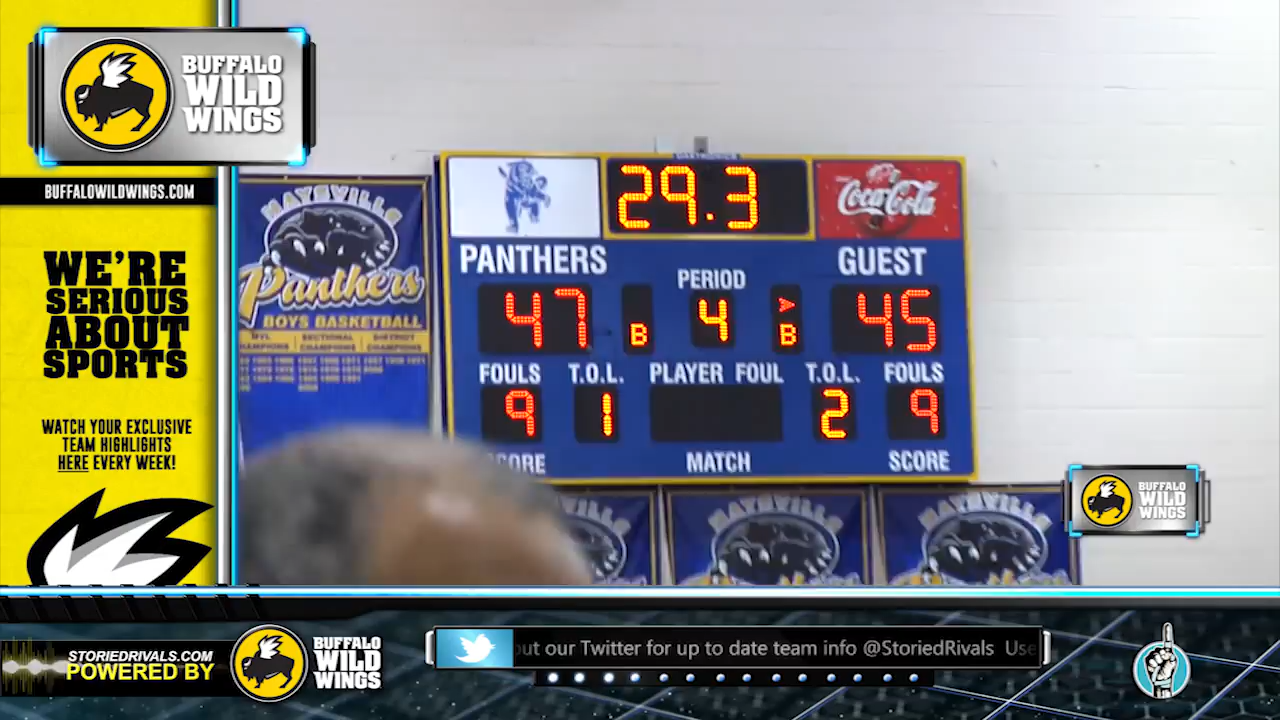 BUFFALO
WILD
WINGS
BUFFALOWILDWINGS.COM
WE'RE
SERIOUS
ABOUT
SPORTS
WATCH YOUR EXCLUSIVE
TEAM HIGHLIGHTS
HERE EVERY WEEK!
MAYSVILLE
Panthers
BOYS BASKETBALL
29.3
Coca-Cola
PANTHERS
GUEST
PERIOD
47
B
4
>
B
45
FOULS
T.O.L.
PLAYER FOUL
T.O.L.
FOULS
9
1
2
9
MATCH
SCORE
MAYSVILLE
MAYSVILLE
BUFFALO
WILD
WINGS
STORIEDRIVALS.COM
POWERED BY
BUFFALO
WILD
WINGS
out our Twitter for up to date team info @StoriedRivals Use